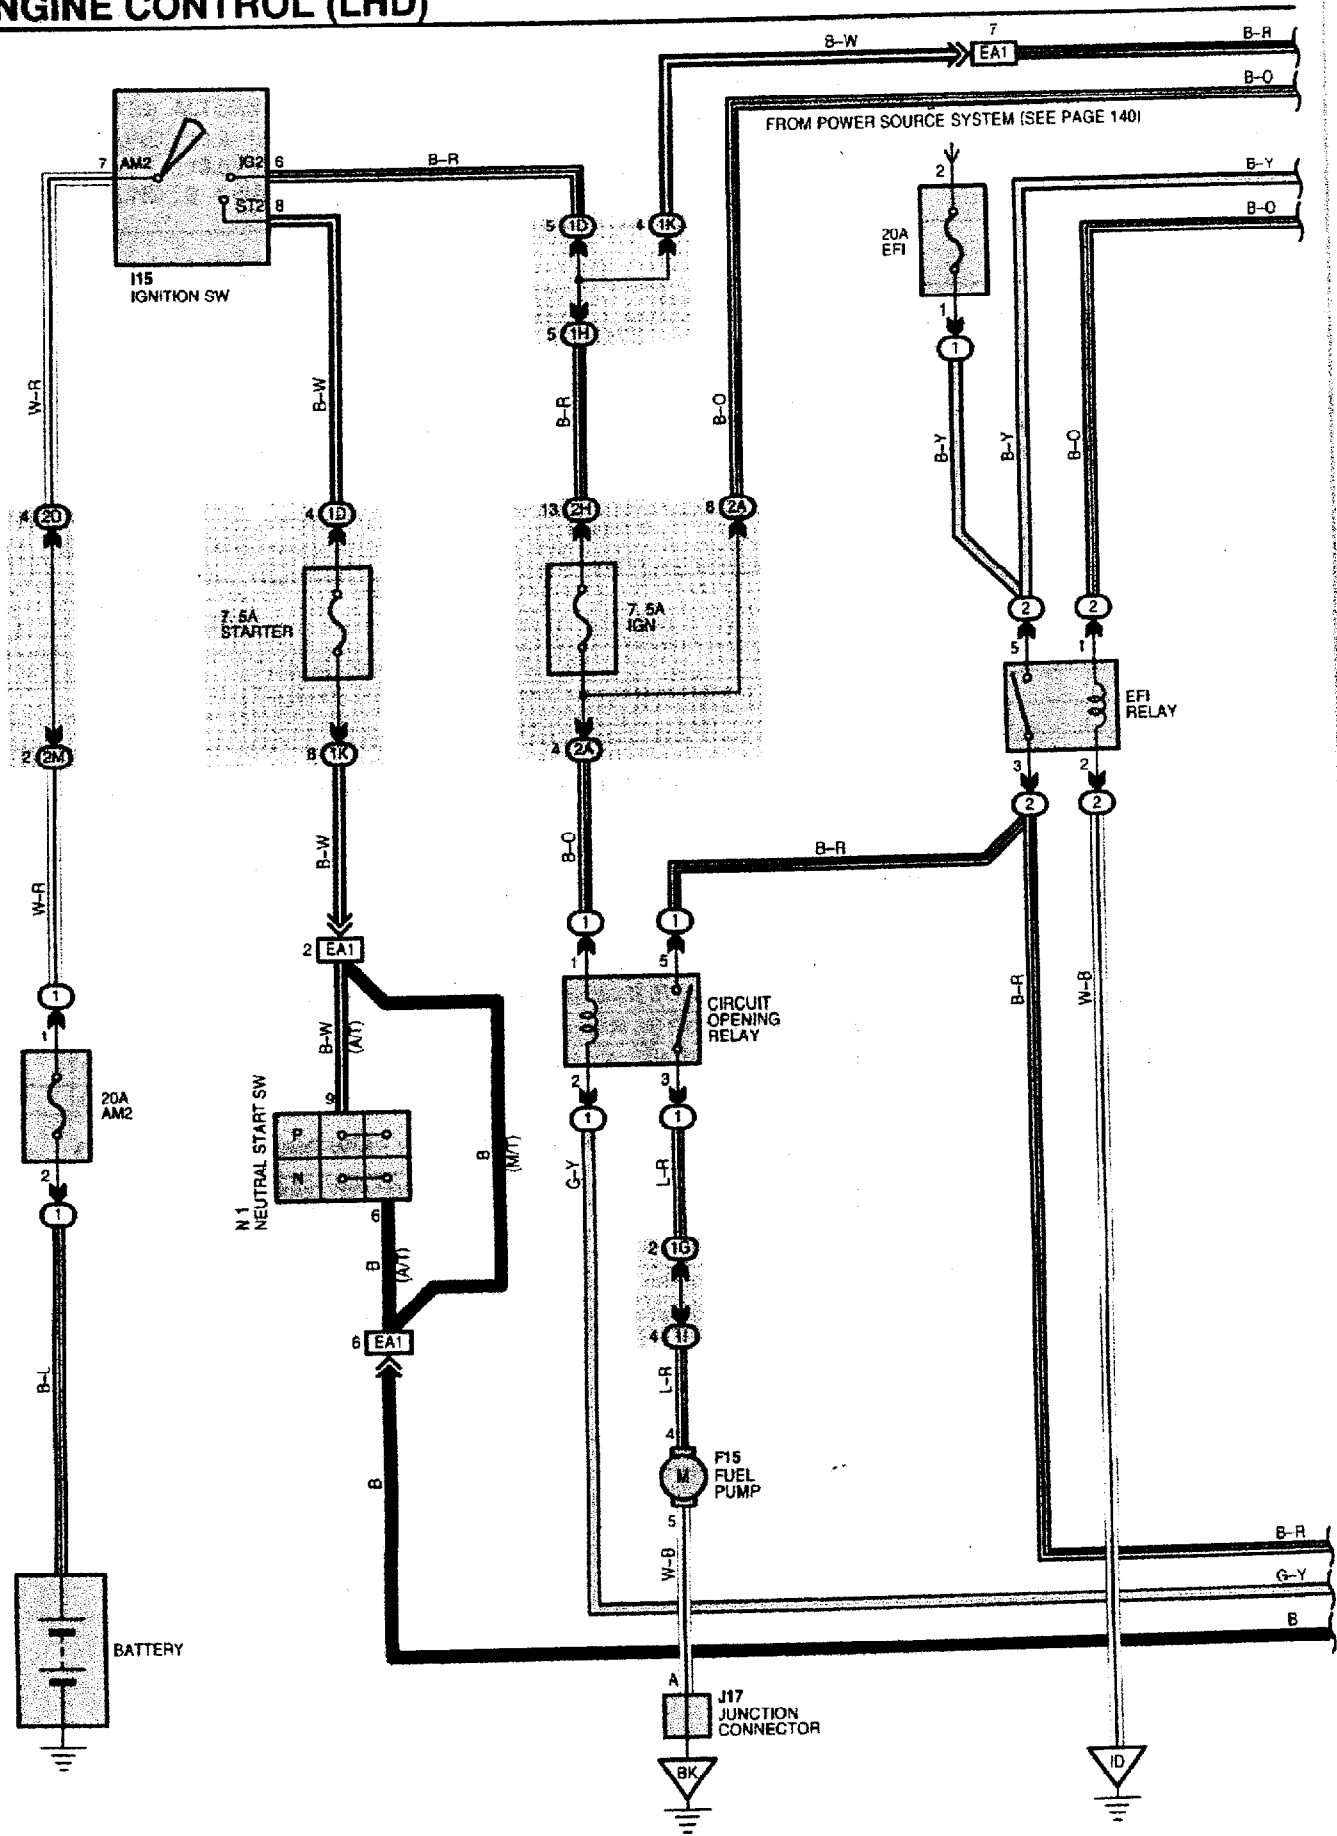 NGINE CONTROL (LHD)
7
B-W
EA1
B-R
B-O
FROM POWER SOURCE SYSTEM (SEE PAGE 140)
7
AM2
IG2
6
B-R
ST2
8
I15
IGNITION SW
5
1D
4
1K
5
1H
2
20A
EFI
1
1
B-Y
B-O
W-R
B-W
B-R
B-O
B-Y
B-Y
B-O
4
4
1D
13
2H
8
2A
7.5A
STARTER
7.5A
IGN
2
2
5
1
EFI
RELAY
3
2
2
2
2
2M
8
1K
4
2A
W-R
B-W
B-O
B-R
1
1
2
EA1
1
5
CIRCUIT
OPENING
RELAY
2
3
1
1
B-R
W-B
1
1
20A
AM2
2
1
B-W
(A/T)
9
N1
NEUTRAL START SW
P
N
6
B
(M/T)
B
(A/T)
6
EA1
G-Y
L-R
2
1G
4
1I
L-R
B-L
B
4
M
F15
FUEL
PUMP
5
W-B
B-R
G-Y
B
BATTERY
A
J17
JUNCTION
CONNECTOR
BK
ID